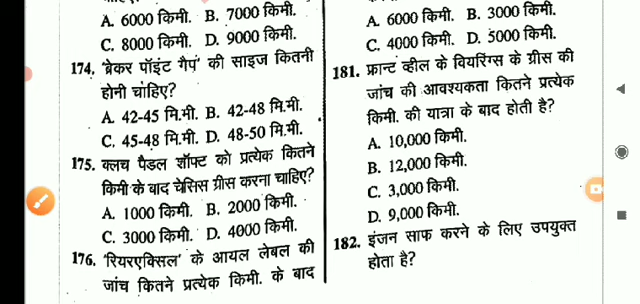 A. 6000 किमी. B. 7000 किमी.
C. 8000 किमी. D. 9000 किमी.
174. 'ब्रेकर पॉइंट गैप' की साइज कितनी
होनी चाहिए?
A. 42-45 मि.मी. B. 42-48 मि.मी.
C. 45-48 मि.मी. D. 48-50 मि.मी.
175. क्लच पैडल शॉफ्ट को प्रत्येक कितने
किमी के बाद चेसिस ग्रीस करना चाहिए?
A. 1000 किमी. B. 2000 किमी.
C. 3000 किमी. D. 4000 किमी.
176. 'रियरएक्सिल' के आयल लेबल की
जांच कितने प्रत्येक किमी. के बाद
A. 6000 किमी. B. 3000 किमी.
C. 4000 किमी. D. 5000 किमी.
181. फ्रान्ट व्हील के वियरिंग्स के ग्रीस की
जांच की आवश्यकता कितने प्रत्येक
किमी. की यात्रा के बाद होती है?
A. 10,000 किमी.
B. 12,000 किमी.
C. 3,000 किमी.
D. 9,000 किमी.
182. इंजन साफ करने के लिए उपयुक्त
होता है?